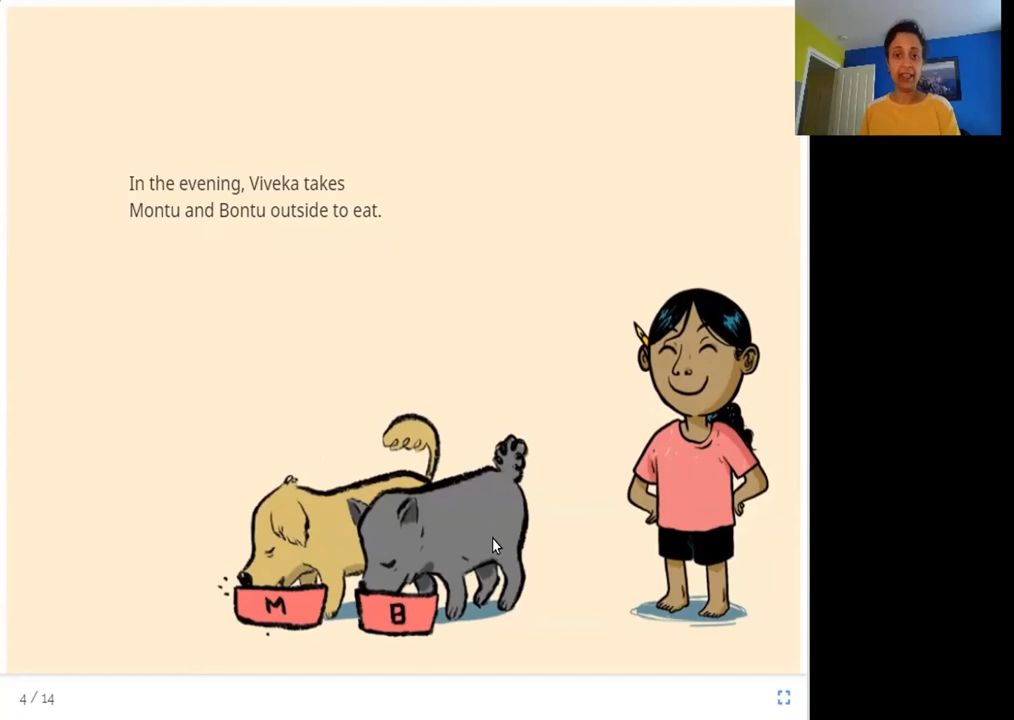 In the evening, Viveka takes
Montu and Bontu outside to eat.
M
B
4 / 14